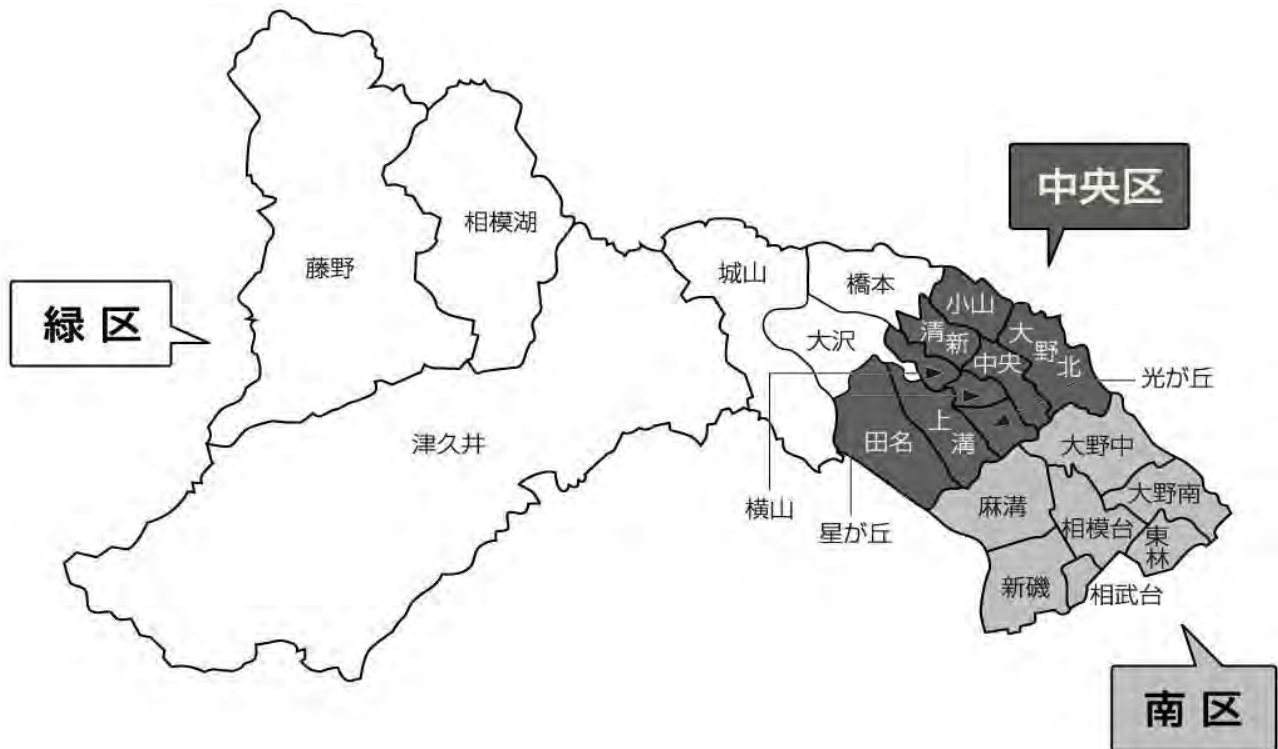 中央区
相模湖
城山
橋本
藤野
小山
緑区
清新
大野北
大沢
中央
光が丘
津久井
田名
上溝
大野中
横山
星が丘
麻溝
大野南
相模台
東林
新磯
相武台
南区